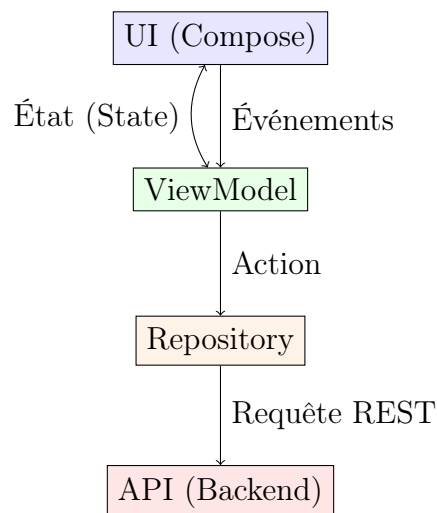 UI (Compose)
État (State)
Événements
ViewModel
Action
Repository
Requête REST
API (Backend)